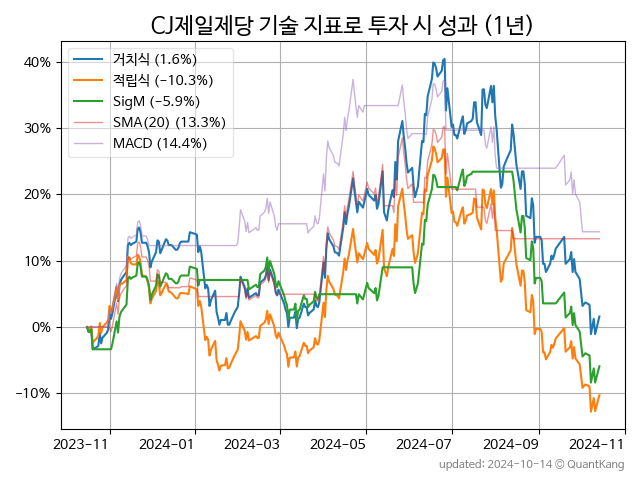 CJ제일제당 기술 지표로 투자 시 성과 (1년)
거치식 (1.6%)
적립식 (−10.3%)
SigM (−5.9%)
SMA(20) (13.3%)
MACD (14.4%)
40%
30%
20%
10%
0%
−10%
2023-11 2024-01 2024-03 2024-05 2024-07 2024-09 2024-11
updated: 2024-10-14 © QuantKang